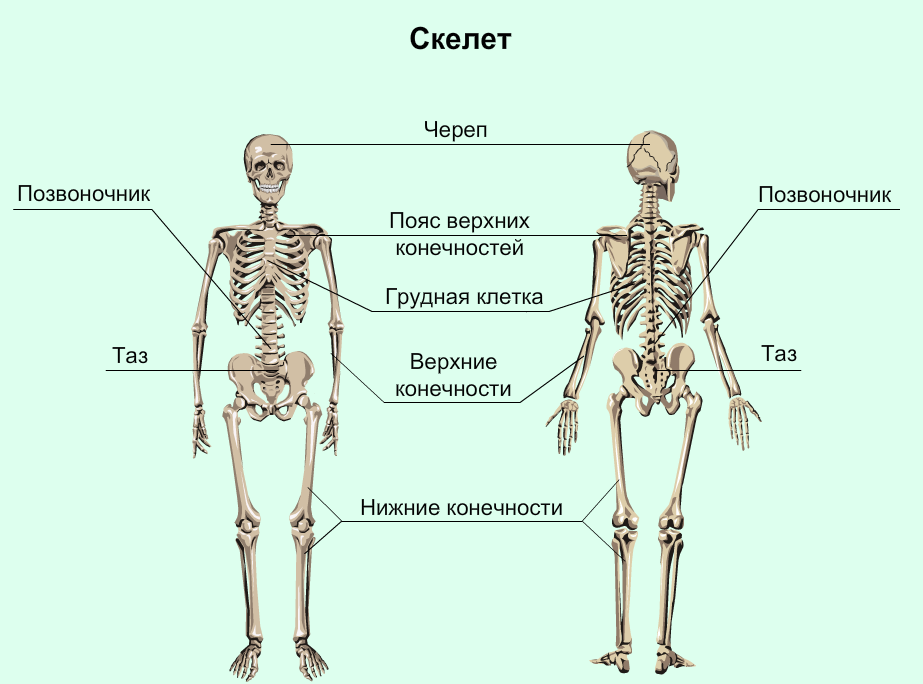 Скелет
Череп
Позвоночник
Позвоночник
Пояс верхних
конечностей
Грудная клетка
Таз
Верхние
конечности
Таз
Нижние конечности